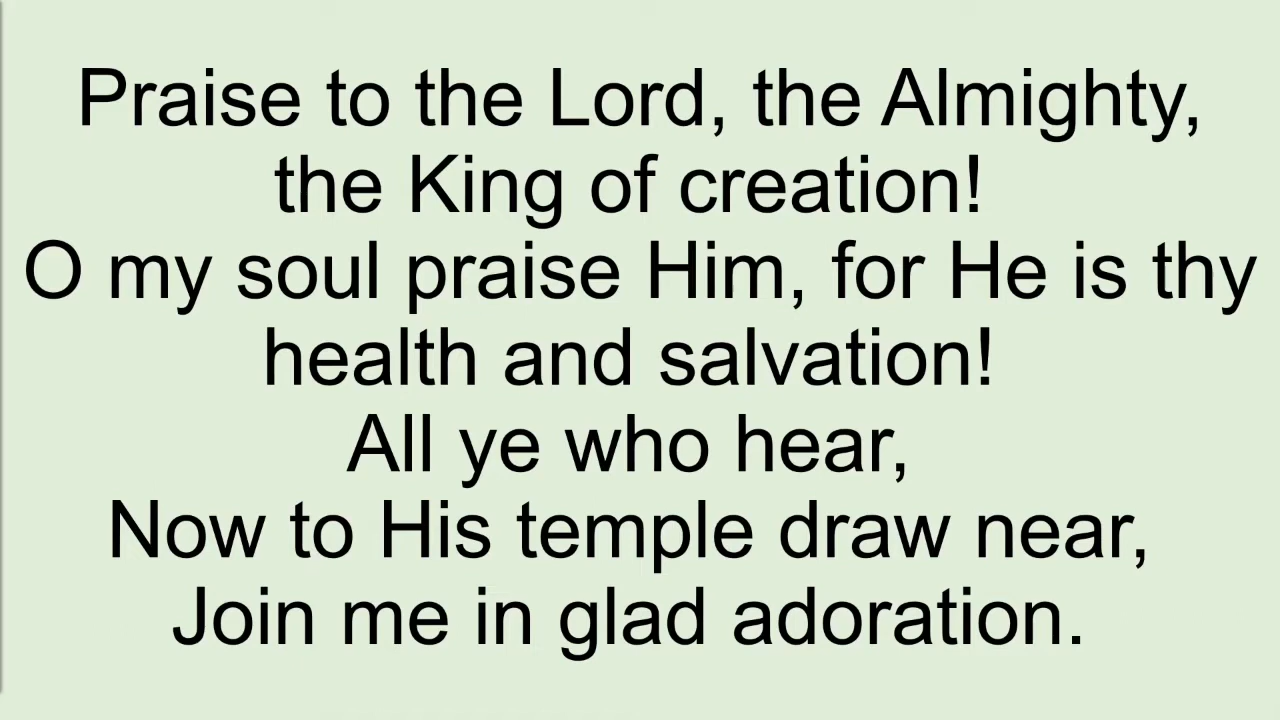 Praise to the Lord, the Almighty,
the King of creation!
O my soul praise Him, for He is thy
health and salvation!
All ye who hear,
Now to His temple draw near,
Join me in glad adoration.